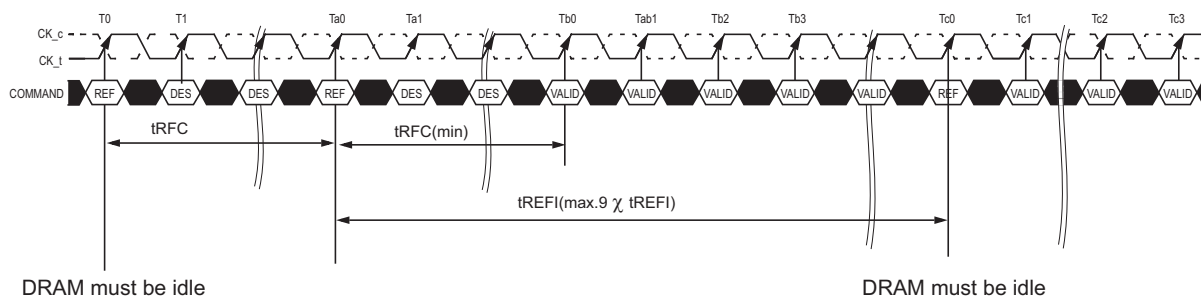 T0 T1 Ta0 Ta1 Tb0 Tab1 Tb2 Tb3 Tc0 Tc1 Tc2 Tc3
CK_c
CK_t
COMMAND REF DES DES REF DES DES VALID VALID VALID VALID VALID REF VALID VALID VALID
tRFC tRFC(min)
tREFI(max.9 χ tREFI)
DRAM must be idle DRAM must be idle